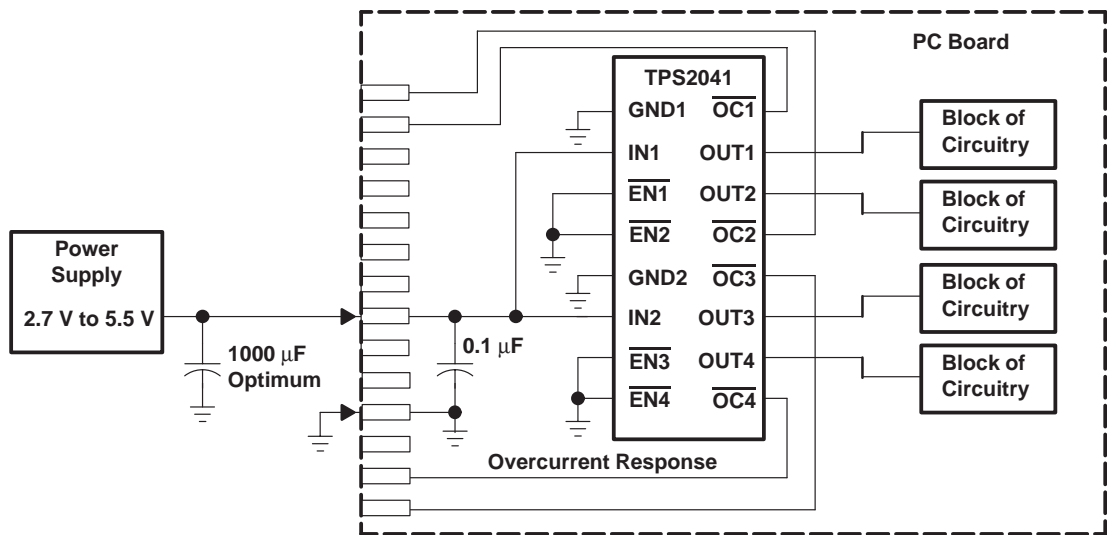 PC Board
TPS2041
GND1 OC1
IN1 OUT1
EN1 OUT2
EN2 OC2
GND2 OC3
IN2 OUT3
EN3 OUT4
EN4 OC4
Block of
Circuitry
Block of
Circuitry
Block of
Circuitry
Block of
Circuitry
Power
Supply
2.7 V to 5.5 V
1000 μF
Optimum
0.1 μF
Overcurrent Response